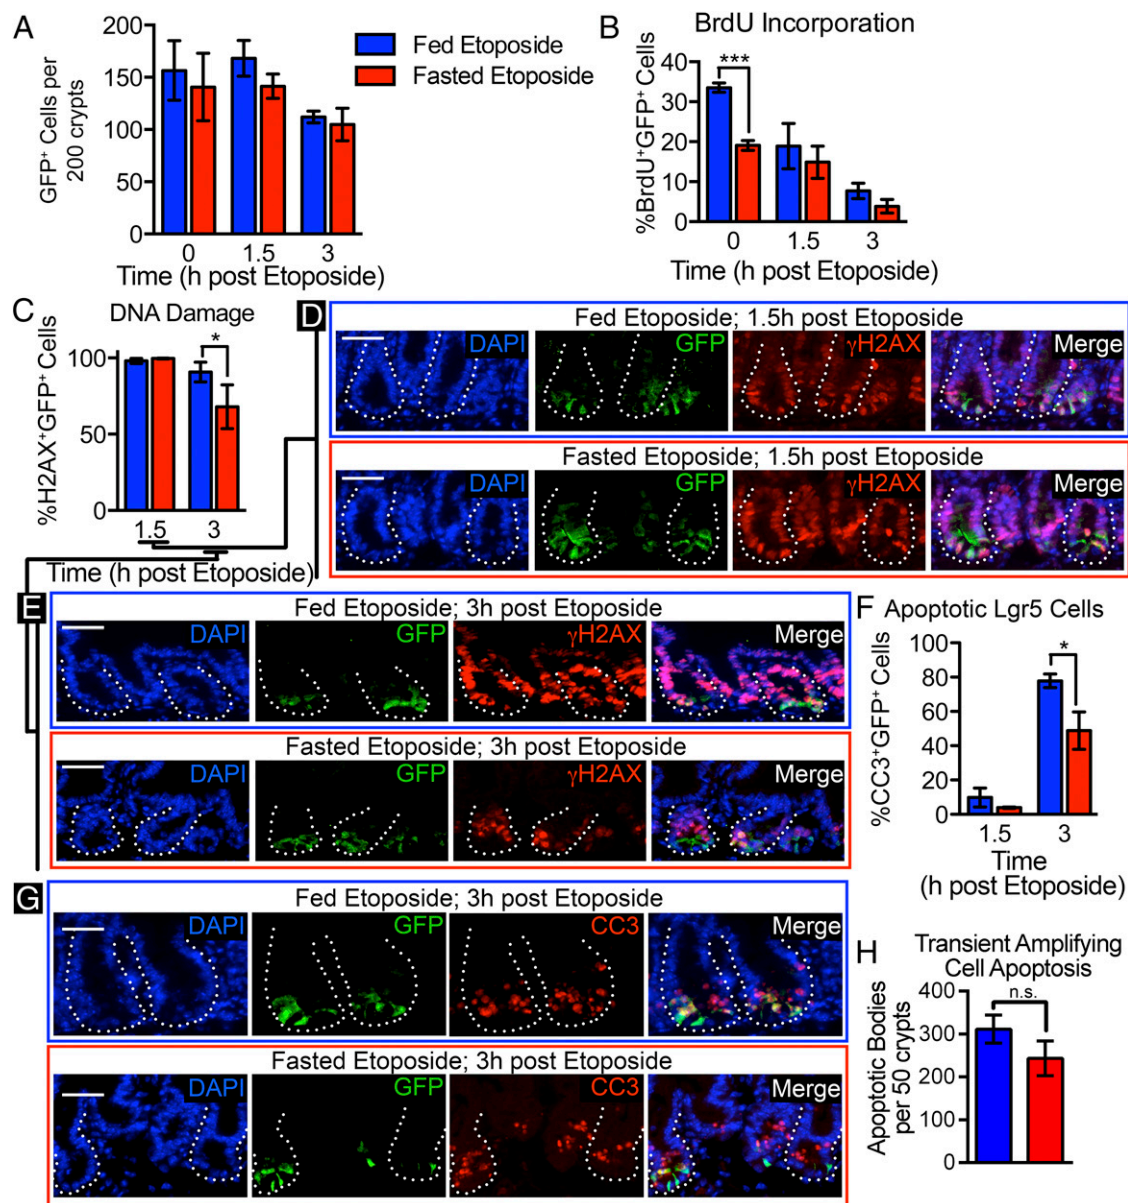 A
GFP⁺ Cells per
200 crypts
200
150
100
50
0
0 1.5 3
Time (h post Etoposide)
Fed Etoposide
Fasted Etoposide
B BrdU Incorporation
%BrdU⁺GFP⁺ Cells
40
30
20
10
0
***
0 1.5 3
Time (h post Etoposide)
C DNA Damage
%H2AX⁺GFP⁺ Cells
100
50
0
*
1.5 3
Time (h post Etoposide)
D
Fed Etoposide; 1.5h post Etoposide
DAPI GFP γH2AX Merge
Fasted Etoposide; 1.5h post Etoposide
DAPI GFP γH2AX Merge
E
Fed Etoposide; 3h post Etoposide
DAPI GFP γH2AX Merge
Fasted Etoposide; 3h post Etoposide
DAPI GFP γH2AX Merge
F Apoptotic Lgr5 Cells
%CC3⁺GFP⁺ Cells
100
80
60
40
20
0
*
1.5 3
Time
(h post Etoposide)
G
Fed Etoposide; 3h post Etoposide
DAPI GFP CC3 Merge
Fasted Etoposide; 3h post Etoposide
DAPI GFP CC3 Merge
H Transient Amplifying
Cell Apoptosis
Apoptotic Bodies
per 50 crypts
n.s.
400
300
200
100
0